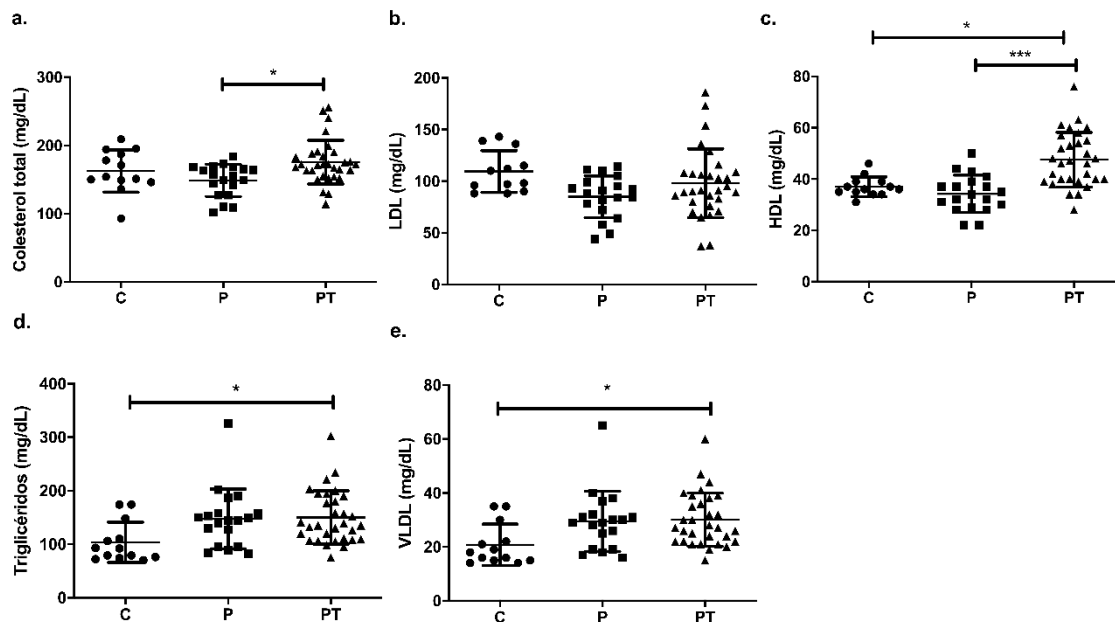 a.
Colesterol total (mg/dL)
300
200
100
0
*
C P PT
b.
LDL (mg/dL)
200
150
100
50
0
C P PT
c.
HDL (mg/dL)
80
60
40
20
0
*
***
C P PT
d.
Triglicéridos (mg/dL)
400
300
200
100
0
*
C P PT
e.
VLDL (mg/dL)
80
60
40
20
0
*
C P PT